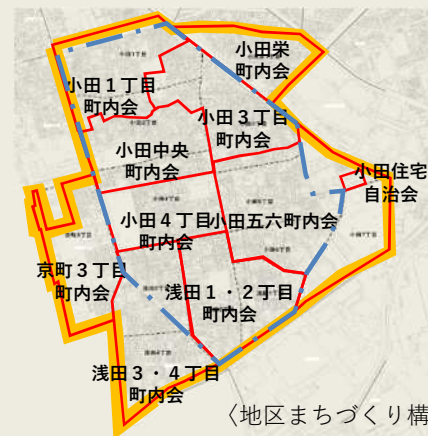 小田栄
町内会
小田１丁目
町内会
小田３丁目
町内会
小田中央
町内会
小田住宅
自治会
小田４丁目
町内会
小田五六町内会
京町３丁目
町内会
浅田１・２丁目
町内会
浅田３・４丁目
町内会
〈地区まちづくり構